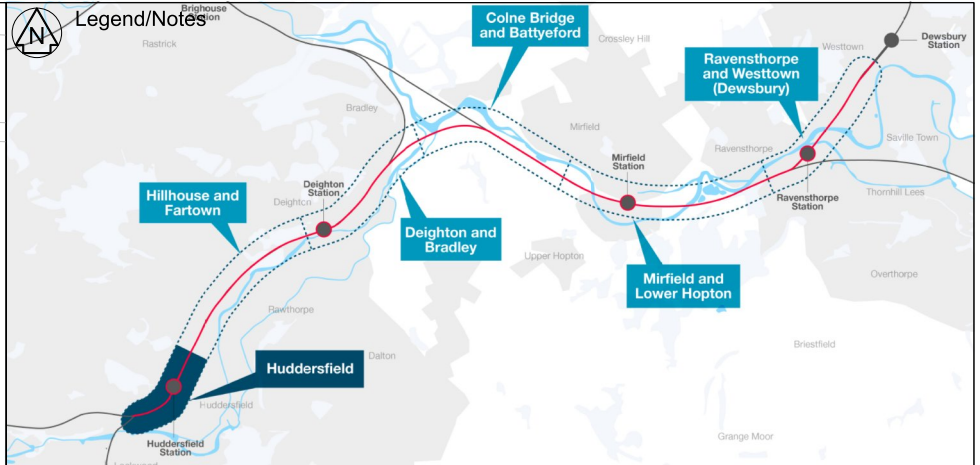 N
Legend/Notes
Brighouse
Station
Rastrick
Colne Bridge
and Battyeford
Crossley Hill
Westtown
Dewsbury
Station
Ravensthorpe
and Westtown
(Dewsbury)
Bradley
Mirfield
Ravensthorpe
Saville Town
Mirfield
Station
Deighton
Station
Deighton
Hillhouse and
Fartown
Ravensthorpe
Station
Thornhill Lees
Deighton and
Bradley
Upper Hopton
Mirfield and
Lower Hopton
Overthorpe
Rawthorpe
Briestfield
Dalton
Huddersfield
Huddersfield
Grange Moor
Huddersfield
Station
Lockwood